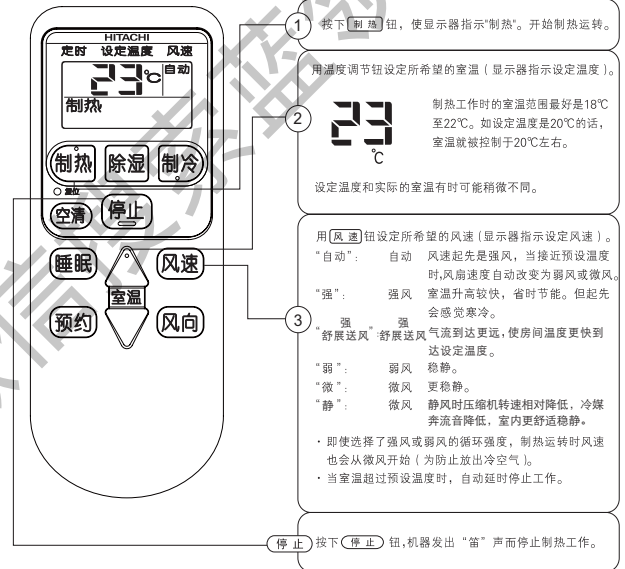 HITACHI
定时 设定温度 风速
23℃ 自动
制热
制热 除湿 制冷
空清 停止
睡眠 风速
室温
预约 风向
1
按下 制热 钮，使显示器指示"制热"。开始制热运转。
2
用温度调节钮设定所希望的室温（显示器指示设定温度）。
23
℃
制热工作时的室温范围最好是18℃
至22℃。如设定温度是20℃的话，
室温就被控制于20℃左右。
设定温度和实际的室温有时可能稍微不同。
3
用 风速 钮设定所希望的风速（显示器指示设定风速）。
“自动”： 自动 风速起先是强风，当接近预设温度
时,风扇速度自动改变为弱风或微风。
“强”： 强风 室温升高较快，省时节能。但起先
会感觉寒冷。
强 强
“舒展送风”: 舒展送风 气流到达更远，使房间温度更快到
达设定温度。
“弱”： 弱风 稳静。
“微”： 微风 更稳静。
“静”： 微风 静风时压缩机转速相对降低，冷媒
奔流音降低，室内更舒适稳静。
·即使选择了强风或弱风的循环强度，制热运转时风速
也会从微风开始（为防止放出冷空气）。
·当室温超过预设温度时，自动延时停止工作。
停止
按下 停止 钮,机器发出“笛”声而停止制热工作。